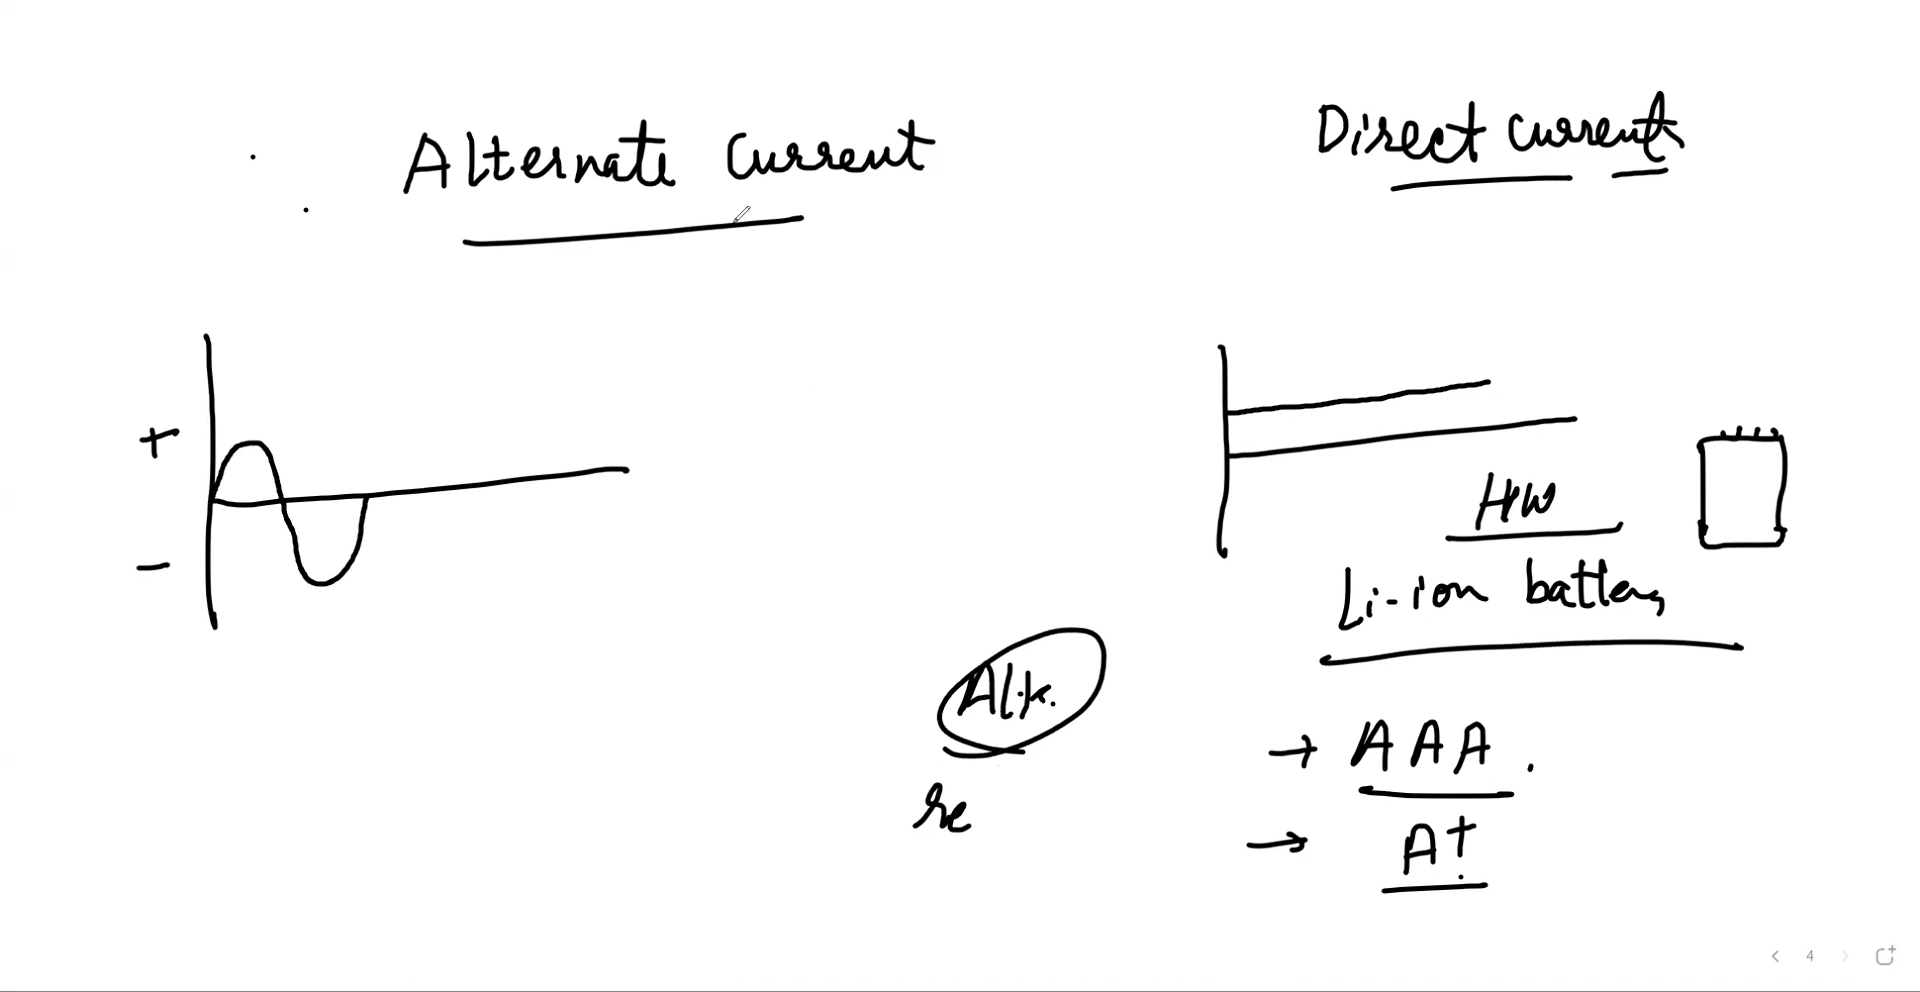 Alternate Current
Direct current
+
-
HW
Li-ion battery
Alk.
re
→ AAA.
→ A+
4